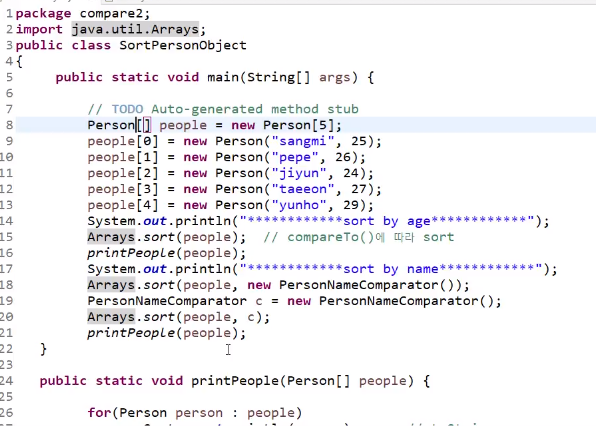 1 package compare2;
2 import java.util.Arrays;
3 public class SortPersonObject
4 {
5 public static void main(String[] args) {
6
7 // TODO Auto-generated method stub
8 Person[] people = new Person[5];
9 people[0] = new Person("sangmi", 25);
10 people[1] = new Person("pepe", 26);
11 people[2] = new Person("jiyun", 24);
12 people[3] = new Person("taeeon", 27);
13 people[4] = new Person("yunho", 29);
14 System.out.println("************sort by age************");
15 Arrays.sort(people); // compareTo()에 따라 sort
16 printPeople(people);
17 System.out.println("************sort by name************");
18 Arrays.sort(people, new PersonNameComparator());
19 PersonNameComparator c = new PersonNameComparator();
20 Arrays.sort(people, c);
21 printPeople(people);
22 }
23
24 public static void printPeople(Person[] people) {
25
26 for(Person person : people)